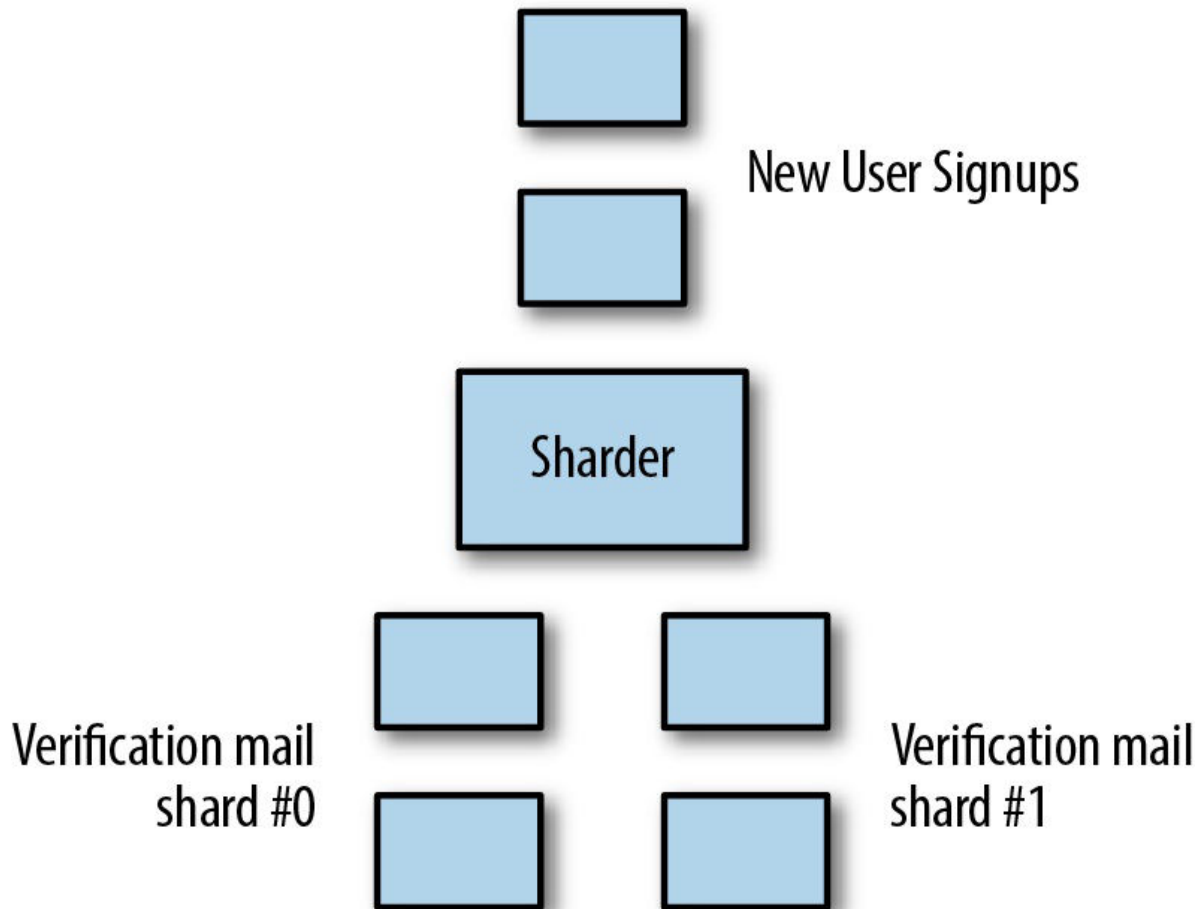 New User Signups
Sharder
Verification mail
shard #0
Verification mail
shard #1